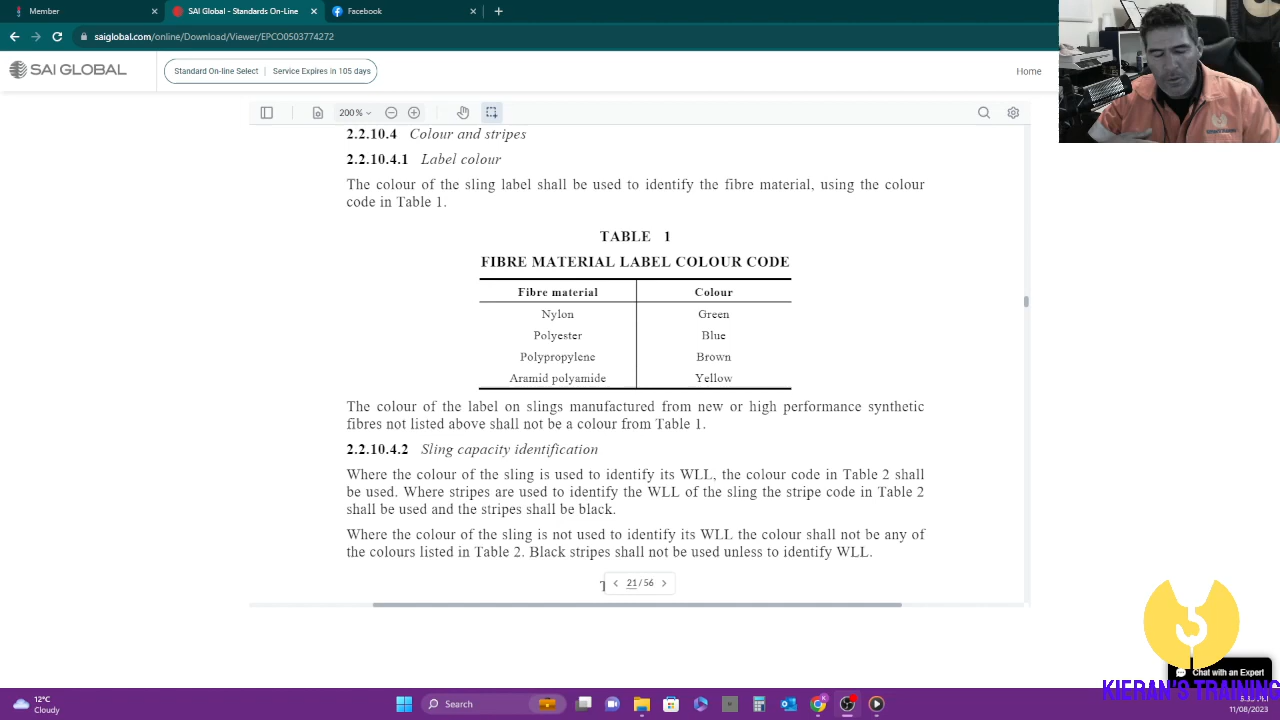 Member
SAI Global - Standards On-Line
Facebook
saiglobal.com/online/Download/Viewer/EPCO0503774272
SAI GLOBAL
Standard On-line Select
Service Expires in 105 days
Home
200%
2.2.10.4 Colour and stripes
2.2.10.4.1 Label colour
The colour of the sling label shall be used to identify the fibre material, using the colour
code in Table 1.
TABLE 1
FIBRE MATERIAL LABEL COLOUR CODE
Fibre material Colour
Nylon Green
Polyester Blue
Polypropylene Brown
Aramid polyamide Yellow
The colour of the label on slings manufactured from new or high performance synthetic
fibres not listed above shall not be a colour from Table 1.
2.2.10.4.2 Sling capacity identification
Where the colour of the sling is used to identify its WLL, the colour code in Table 2 shall
be used. Where stripes are used to identify the WLL of the sling the stripe code in Table 2
shall be used and the stripes shall be black.
Where the colour of the sling is not used to identify its WLL the colour shall not be any of
the colours listed in Table 2. Black stripes shall not be used unless to identify WLL.
21 / 56
Chat with an Expert
KIERAN'S TRAINING
12°C
Cloudy
Search
11/08/2023